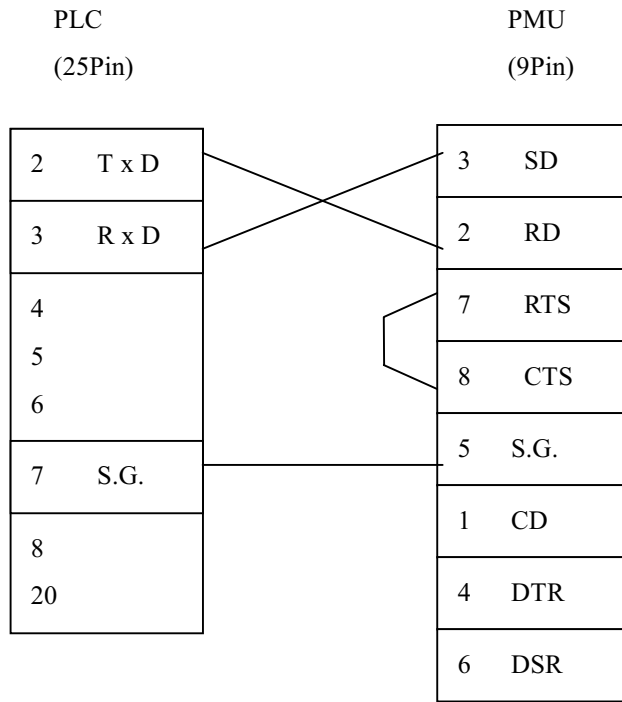 PLC
(25Pin)
2 T x D
3 R x D
4
5
6
7 S.G.
8
20
PMU
(9Pin)
3 SD
2 RD
7 RTS
8 CTS
5 S.G.
1 CD
4 DTR
6 DSR